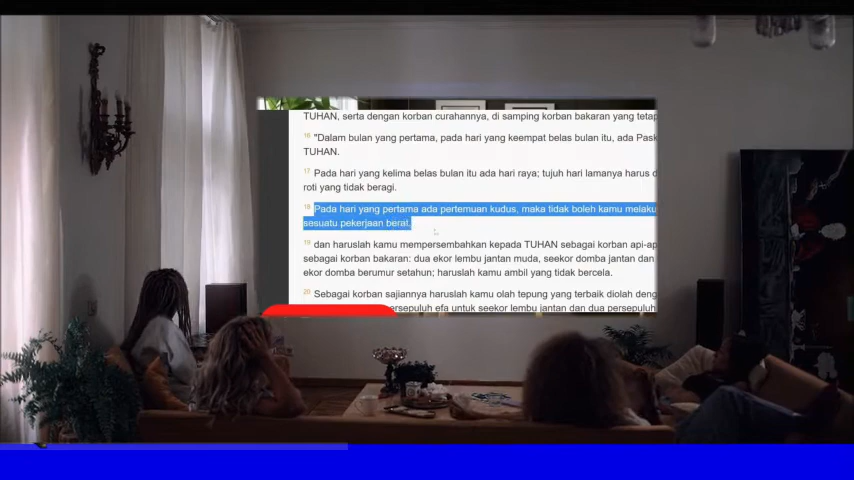 TUHAN, serta dengan korban curahannya, di samping korban bakaran yang tetap
16 "Dalam bulan yang pertama, pada hari yang keempat belas bulan itu, ada Pask
TUHAN.
17 Pada hari yang kelima belas bulan itu ada hari raya; tujuh hari lamanya harus d
roti yang tidak beragi.
18 Pada hari yang pertama ada pertemuan kudus, maka tidak boleh kamu melaku
sesuatu pekerjaan berat.
19 dan haruslah kamu mempersembahkan kepada TUHAN sebagai korban api-ap
sebagai korban bakaran: dua ekor lembu jantan muda, seekor domba jantan dan
ekor domba berumur setahun; haruslah kamu ambil yang tidak bercela.
20 Sebagai korban sajiannya haruslah kamu olah tepung yang terbaik diolah deng
persepuluh efa untuk seekor lembu jantan dan dua persepuluh